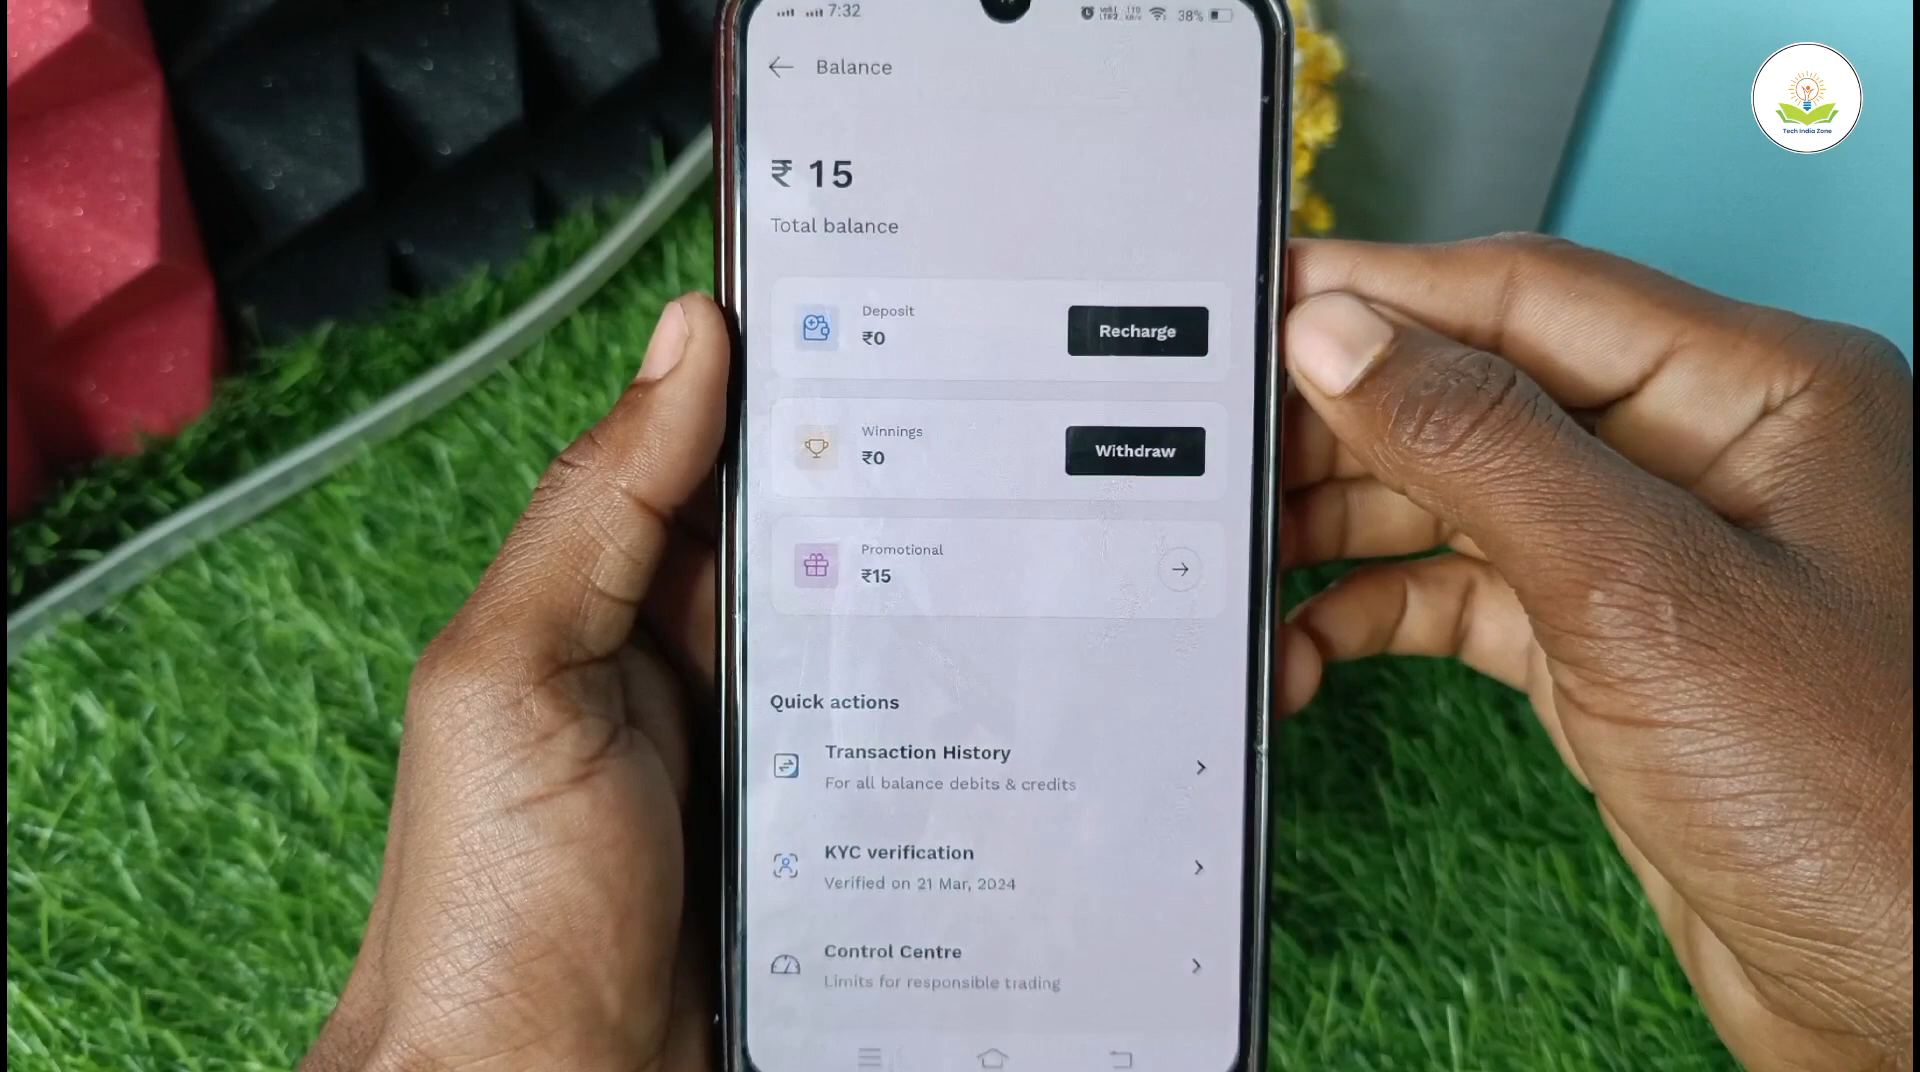 7:32
38%
Balance
₹ 15
Total balance
Deposit
₹0
Recharge
Winnings
₹0
Withdraw
Promotional
₹15
Quick actions
Transaction History
For all balance debits & credits
KYC verification
Verified on 21 Mar, 2024
Control Centre
Limits for responsible trading
Tech India Zone